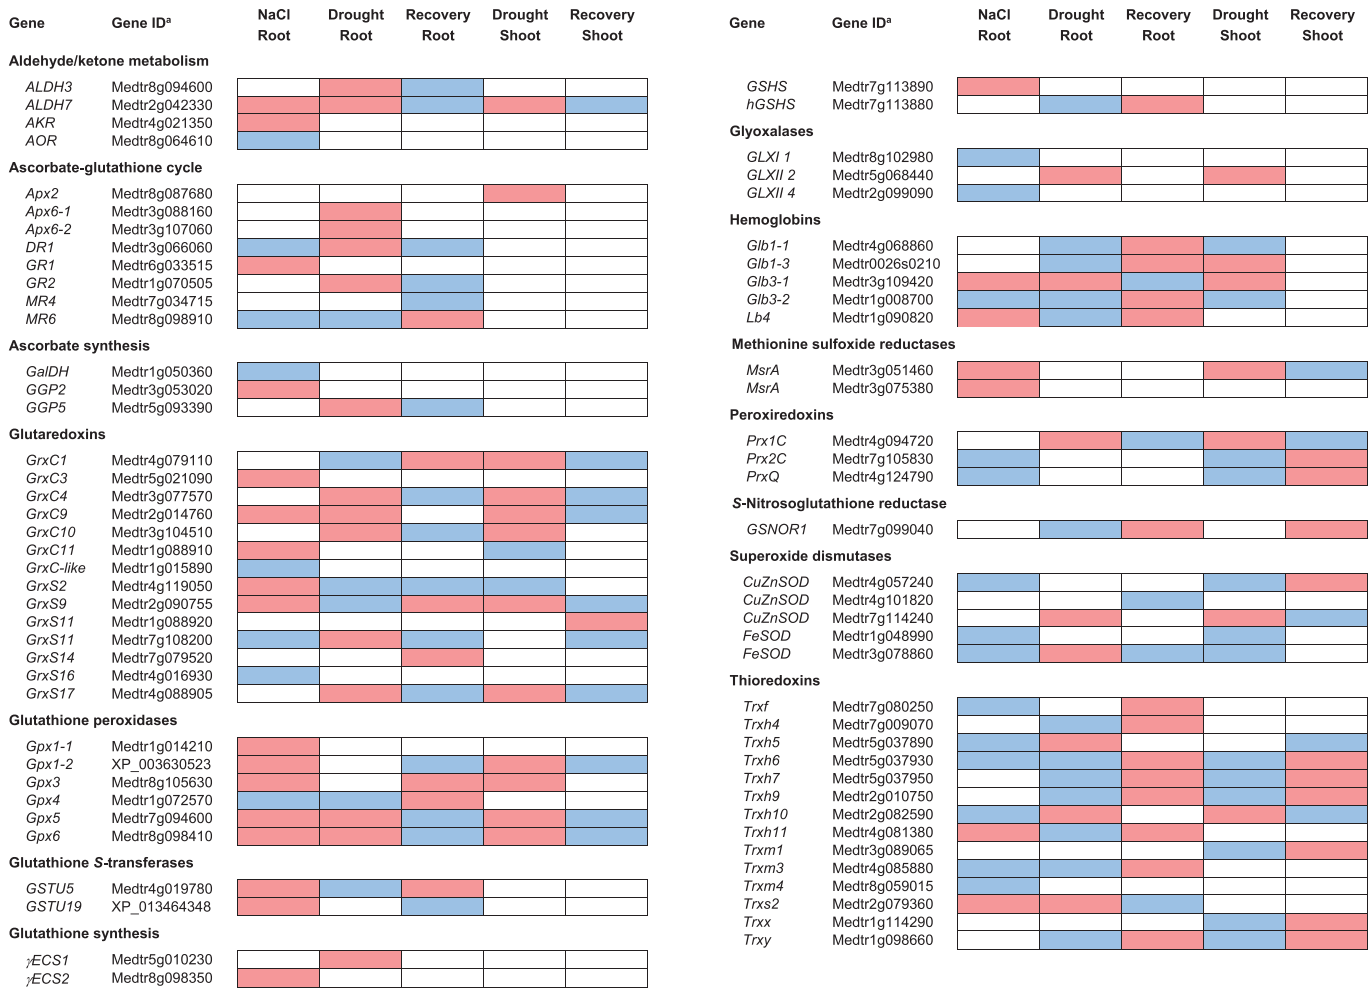 Gene Gene IDᵃ NaCl Root Drought Root Recovery Root Drought Shoot Recovery Shoot
Aldehyde/ketone metabolism
ALDH3 Medtr8g094600
ALDH7 Medtr2g042330
AKR Medtr4g021350
AOR Medtr8g064610
Ascorbate-glutathione cycle
Apx2 Medtr8g087680
Apx6-1 Medtr3g088160
Apx6-2 Medtr3g107060
DR1 Medtr3g066060
GR1 Medtr6g033515
GR2 Medtr1g070505
MR4 Medtr7g034715
MR6 Medtr8g098910
Ascorbate synthesis
GalDH Medtr1g050360
GGP2 Medtr3g053020
GGP5 Medtr5g093390
Glutaredoxins
GrxC1 Medtr4g079110
GrxC3 Medtr5g021090
GrxC4 Medtr3g077570
GrxC9 Medtr2g014760
GrxC10 Medtr3g104510
GrxC11 Medtr1g088910
GrxC-like Medtr1g015890
GrxS2 Medtr4g119050
GrxS9 Medtr2g090755
GrxS11 Medtr1g088920
GrxS11 Medtr7g108200
GrxS14 Medtr7g079520
GrxS16 Medtr4g016930
GrxS17 Medtr4g088905
Glutathione peroxidases
Gpx1-1 Medtr1g014210
Gpx1-2 XP_003630523
Gpx3 Medtr8g105630
Gpx4 Medtr1g072570
Gpx5 Medtr7g094600
Gpx6 Medtr8g098410
Glutathione S-transferases
GSTU5 Medtr4g019780
GSTU19 XP_013464348
Glutathione synthesis
γECS1 Medtr5g010230
γECS2 Medtr8g098350
Gene Gene IDᵃ NaCl Root Drought Root Recovery Root Drought Shoot Recovery Shoot
GSHS Medtr7g113890
hGSHS Medtr7g113880
Glyoxalases
GLXI 1 Medtr8g102980
GLXII 2 Medtr5g068440
GLXII 4 Medtr2g099090
Hemoglobins
Glb1-1 Medtr4g068860
Glb1-3 Medtr0026s0210
Glb3-1 Medtr3g109420
Glb3-2 Medtr1g008700
Lb4 Medtr1g090820
Methionine sulfoxide reductases
MsrA Medtr3g051460
MsrA Medtr3g075380
Peroxiredoxins
Prx1C Medtr4g094720
Prx2C Medtr7g105830
PrxQ Medtr4g124790
S-Nitrosoglutathione reductase
GSNOR1 Medtr7g099040
Superoxide dismutases
CuZnSOD Medtr4g057240
CuZnSOD Medtr4g101820
CuZnSOD Medtr7g114240
FeSOD Medtr1g048990
FeSOD Medtr3g078860
Thioredoxins
Trxf Medtr7g080250
Trxh4 Medtr7g009070
Trxh5 Medtr5g037890
Trxh6 Medtr5g037930
Trxh7 Medtr5g037950
Trxh9 Medtr2g010750
Trxh10 Medtr2g082590
Trxh11 Medtr4g081380
Trxm1 Medtr3g089065
Trxm3 Medtr4g085880
Trxm4 Medtr8g059015
Trxs2 Medtr2g079360
Trxx Medtr1g114290
Trxy Medtr1g098660